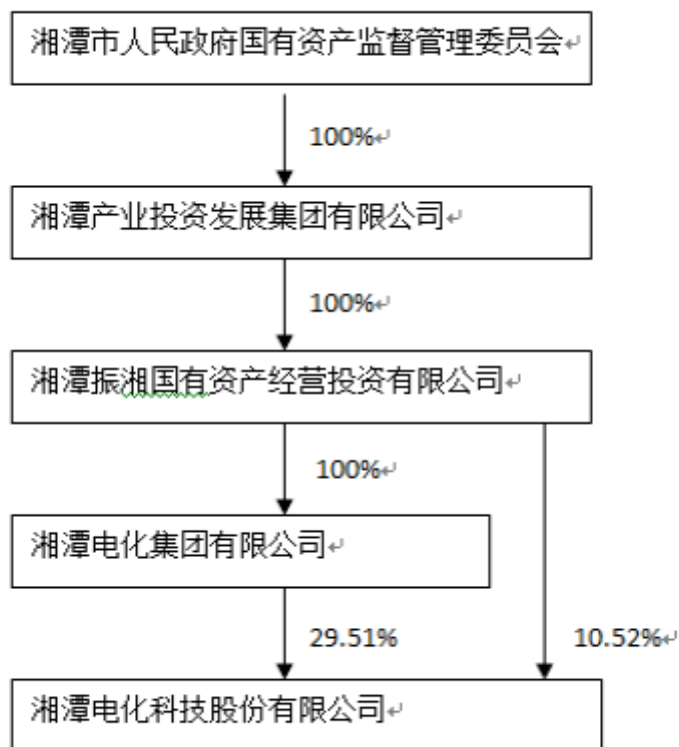 湘潭市人民政府国有资产监督管理委员会
100%
湘潭产业投资发展集团有限公司
100%
湘潭振湘国有资产经营投资有限公司
100%
湘潭电化集团有限公司
29.51%
10.52%
湘潭电化科技股份有限公司